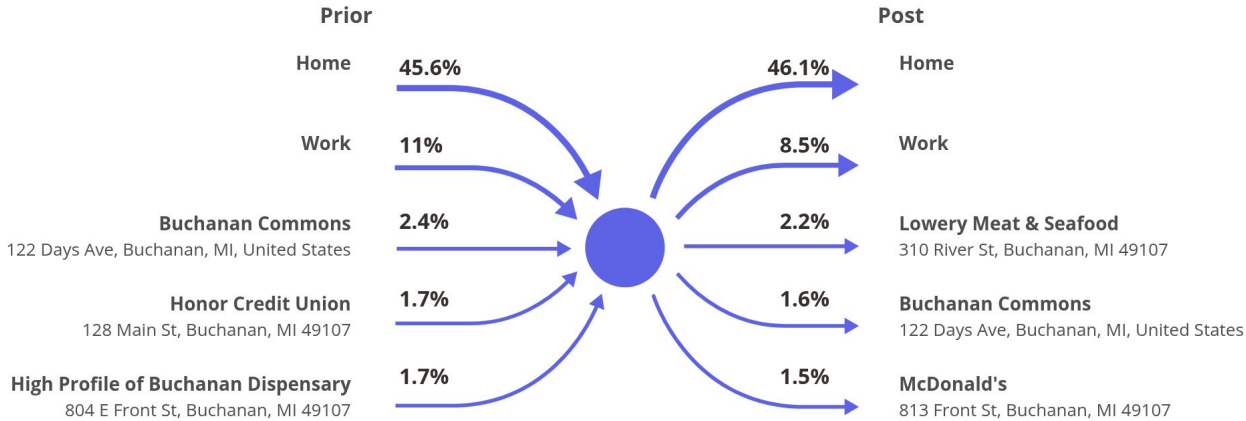 Prior
Post
Home
45.6%
46.1%
Home
Work
11%
8.5%
Work
Buchanan Commons
122 Days Ave, Buchanan, MI, United States
2.4%
2.2%
Lowery Meat & Seafood
310 River St, Buchanan, MI 49107
Honor Credit Union
128 Main St, Buchanan, MI 49107
1.7%
1.6%
Buchanan Commons
122 Days Ave, Buchanan, MI, United States
High Profile of Buchanan Dispensary
804 E Front St, Buchanan, MI 49107
1.7%
1.5%
McDonald's
813 Front St, Buchanan, MI 49107